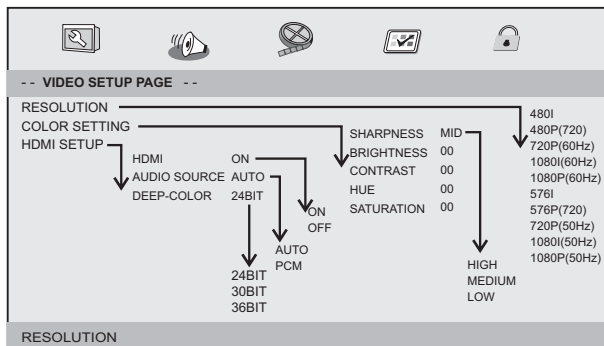 - - VIDEO SETUP PAGE - -
RESOLUTION
COLOR SETTING
HDMI SETUP
HDMI ON
AUDIO SOURCE AUTO
DEEP-COLOR 24BIT
ON
OFF
AUTO
PCM
24BIT
30BIT
36BIT
SHARPNESS MID
BRIGHTNESS 00
CONTRAST 00
HUE 00
SATURATION 00
HIGH
MEDIUM
LOW
480I
480P(720)
720P(60Hz)
1080I(60Hz)
1080P(60Hz)
576I
576P(720)
720P(50Hz)
1080I(50Hz)
1080P(50Hz)
RESOLUTION